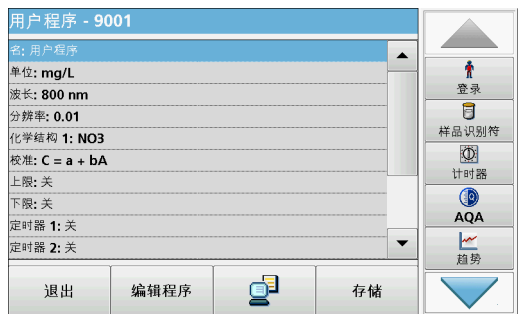 用户程序 - 9001
名: 用户程序
单位: mg/L
波长: 800 nm
分辨率: 0.01
化学结构 1: NO3
校准: C = a + bA
上限: 关
下限: 关
定时器 1: 关
定时器 2: 关
退出
编辑程序
存储
登录
样品识别符
计时器
AQA
趋势